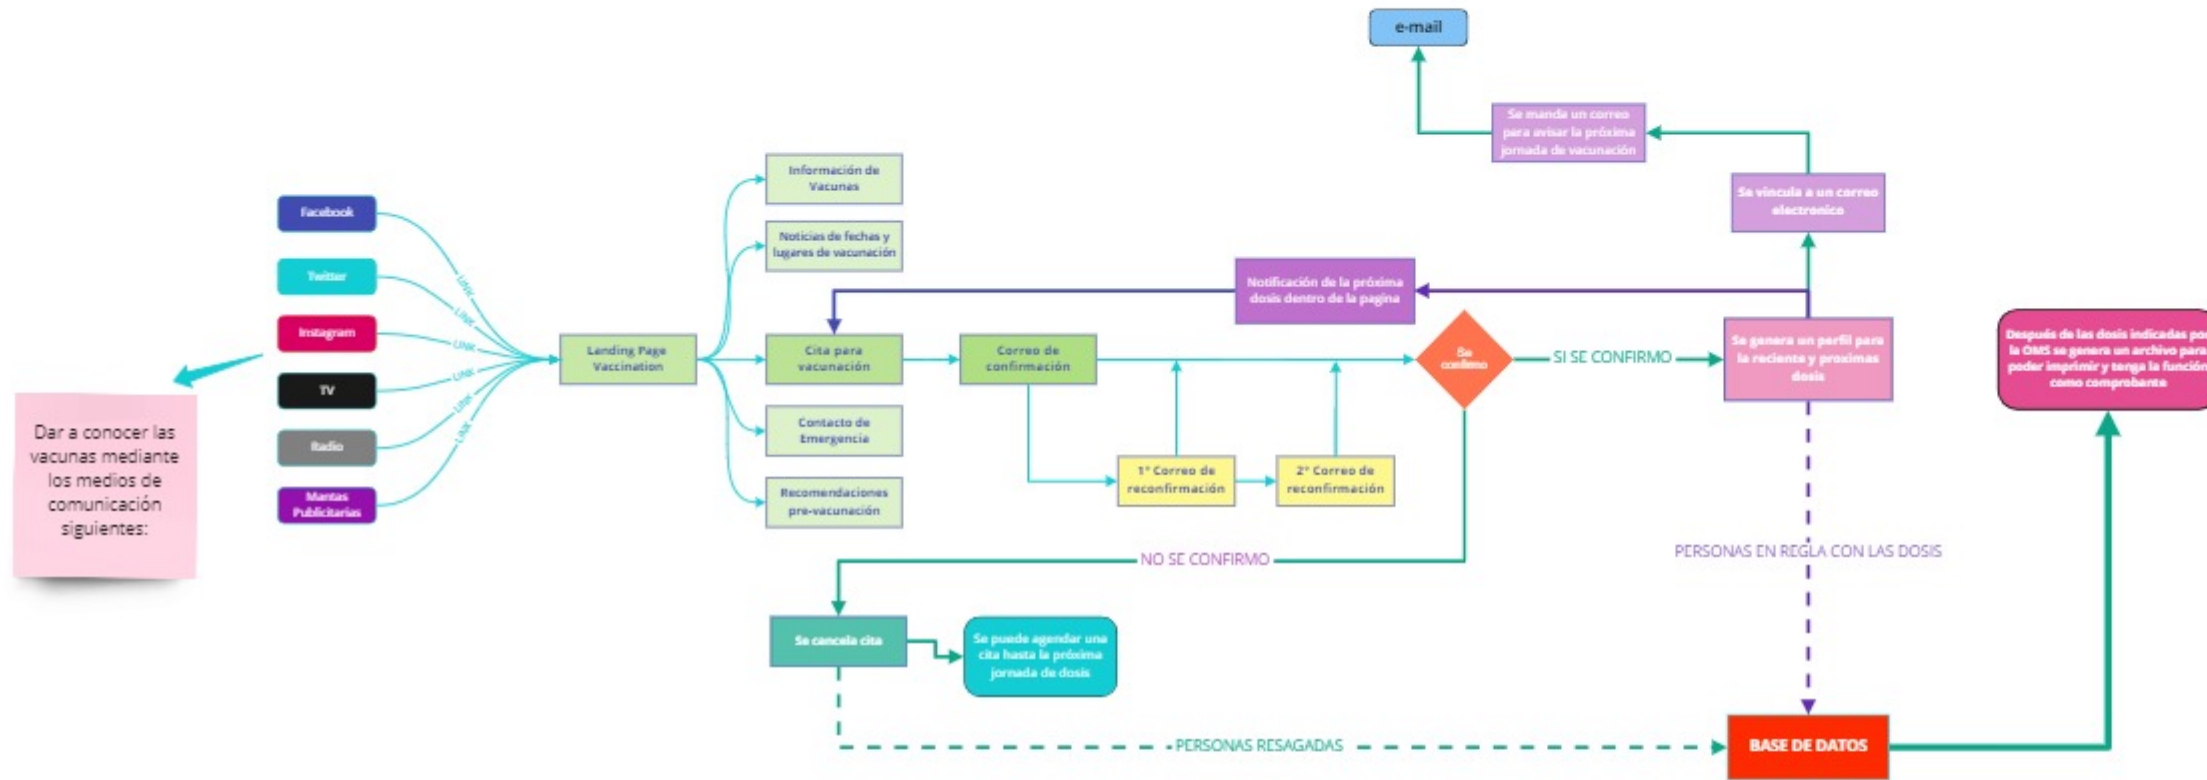 e-mail
Se manda un correo
para avisar la próxima
jornada de vacunación
Se vincula a un correo
electronico
Información de
Vacunas
Noticias de fechas y
lugares de vacunación
Notificación de la próxima
dosis dentro de la pagina
Facebook
Twitter
Instagram
TV
Radio
Mantas
Publicitarias
LINK
LINK
LINK
LINK
LINK
LINK
Dar a conocer las
vacunas mediante
los medios de
comunicación
siguientes:
Landing Page
Vaccination
Cita para
vacunación
Correo de
confirmación
Se
confirmo
SI SE CONFIRMO
Se genera un perfil para
la reciente y proximas
dosis
Después de las dosis indicadas por
la OMS se genera un archivo para
poder imprimir y tenga la función
como comprobante
Contacto de
Emergencia
1° Correo de
reconfirmación
2° Correo de
reconfirmación
Recomendaciones
pre-vacunación
NO SE CONFIRMO
PERSONAS EN REGLA CON LAS DOSIS
Se cancela cita
Se puede agendar una
cita hasta la próxima
jornada de dosis
PERSONAS RESAGADAS
BASE DE DATOS